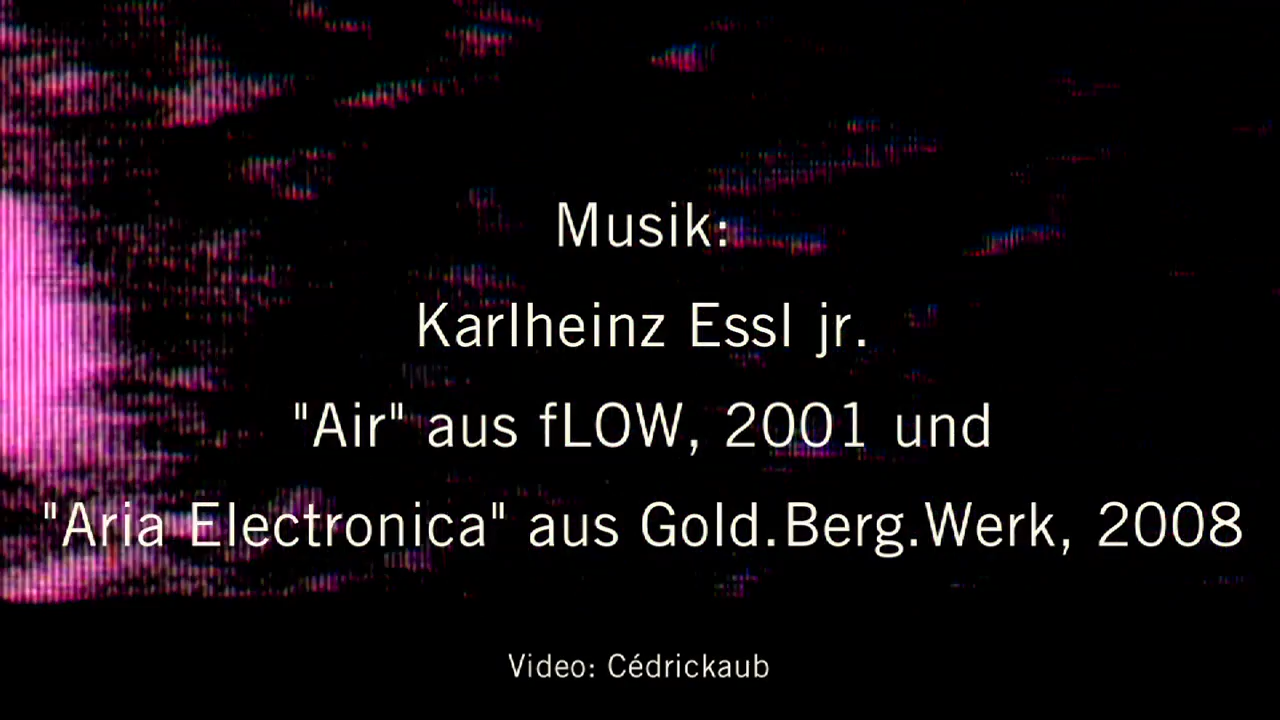 Musik:
Karlheinz Essl jr.
"Air" aus fLOW, 2001 und
"Aria Electronica" aus Gold.Berg.Werk, 2008
Video: Cédrickaub